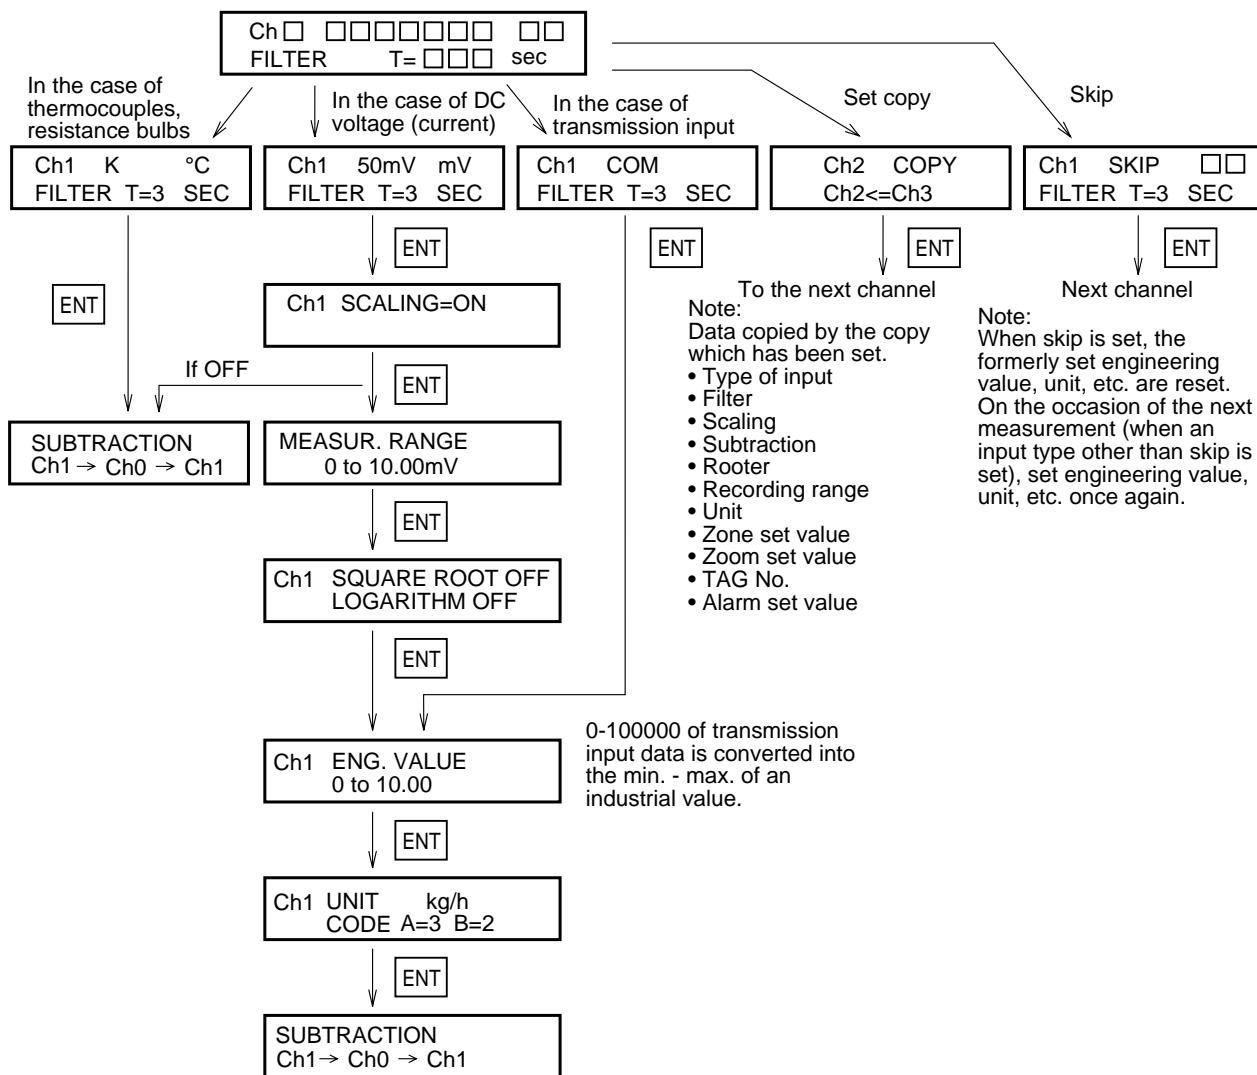 Ch□ □□□□□□□ □□
FILTER T= □□□ sec
In the case of
thermocouples,
resistance bulbs
In the case of DC
voltage (current)
In the case of
transmission input
Set copy
Skip
Ch1 K °C
FILTER T=3 SEC
Ch1 50mV mV
FILTER T=3 SEC
Ch1 COM
FILTER T=3 SEC
Ch2 COPY
Ch2<=Ch3
Ch1 SKIP □□
FILTER T=3 SEC
ENT
ENT
ENT
ENT
ENT
To the next channel
Note:
Data copied by the copy
which has been set.
• Type of input
• Filter
• Scaling
• Subtraction
• Rooter
• Recording range
• Unit
• Zone set value
• Zoom set value
• TAG No.
• Alarm set value
Next channel
Note:
When skip is set, the
formerly set engineering
value, unit, etc. are reset.
On the occasion of the next
measurement (when an
input type other than skip is
set), set engineering value,
unit, etc. once again.
Ch1 SCALING=ON
If OFF
ENT
SUBTRACTION
Ch1→ Ch0 → Ch1
MEASUR. RANGE
0 to 10.00mV
ENT
Ch1 SQUARE ROOT OFF
LOGARITHM OFF
ENT
Ch1 ENG. VALUE
0 to 10.00
0-100000 of transmission
input data is converted into
the min. - max. of an
industrial value.
ENT
Ch1 UNIT kg/h
CODE A=3 B=2
ENT
SUBTRACTION
Ch1→ Ch0 → Ch1